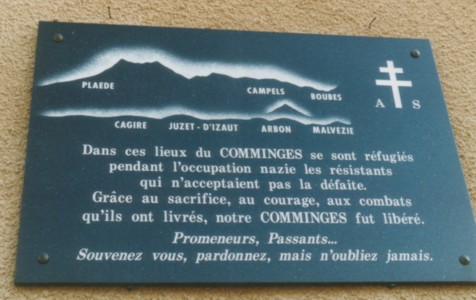 PLAEDE
CAMPELS
BOUBES
A S
CAGIRE JUZET-D'IZAUT ARBON MALVEZIE
Dans ces lieux du COMMINGES se sont réfugiés
pendant l'occupation nazie les résistants
qui n'acceptaient pas la défaite.
Grâce au sacrifice, au courage, aux combats
qu'ils ont livrés, notre COMMINGES fut libéré.
Promeneurs, Passants...
Souvenez vous, pardonnez, mais n'oubliez jamais.